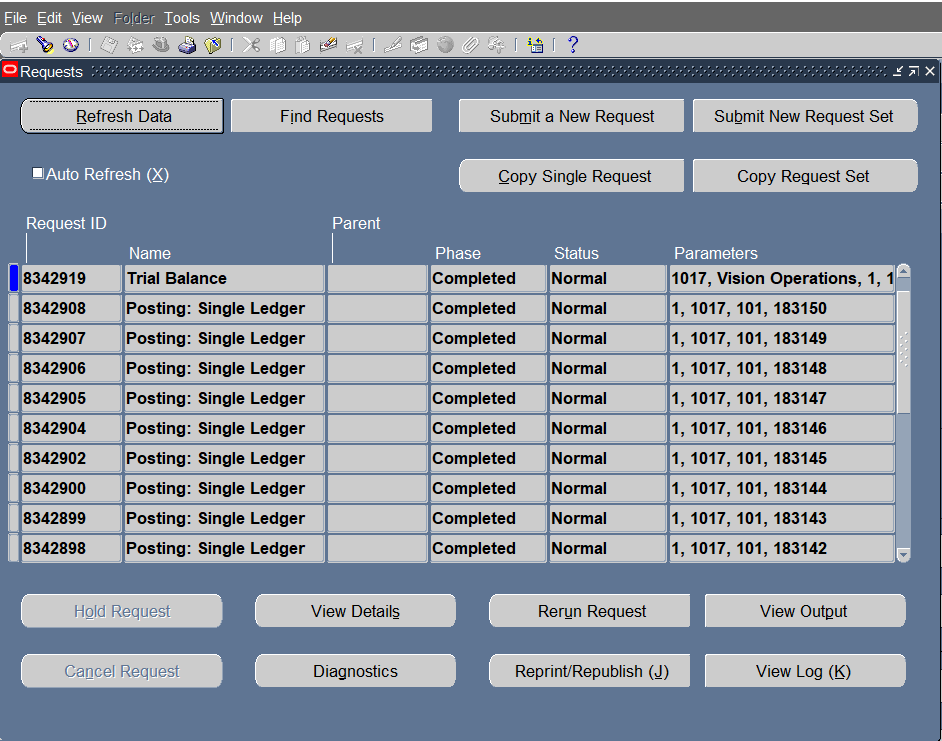 File Edit View Folder Tools Window Help
?
Requests
Refresh Data Find Requests Submit a New Request Submit New Request Set
Auto Refresh (X) Copy Single Request Copy Request Set
Request ID Parent
Name Phase Status Parameters
8342919 Trial Balance Completed Normal 1017, Vision Operations, 1, 1
8342908 Posting: Single Ledger Completed Normal 1, 1017, 101, 183150
8342907 Posting: Single Ledger Completed Normal 1, 1017, 101, 183149
8342906 Posting: Single Ledger Completed Normal 1, 1017, 101, 183148
8342905 Posting: Single Ledger Completed Normal 1, 1017, 101, 183147
8342904 Posting: Single Ledger Completed Normal 1, 1017, 101, 183146
8342902 Posting: Single Ledger Completed Normal 1, 1017, 101, 183145
8342900 Posting: Single Ledger Completed Normal 1, 1017, 101, 183144
8342899 Posting: Single Ledger Completed Normal 1, 1017, 101, 183143
8342898 Posting: Single Ledger Completed Normal 1, 1017, 101, 183142
Hold Request View Details Rerun Request View Output
Cancel Request Diagnostics Reprint/Republish (J) View Log (K)